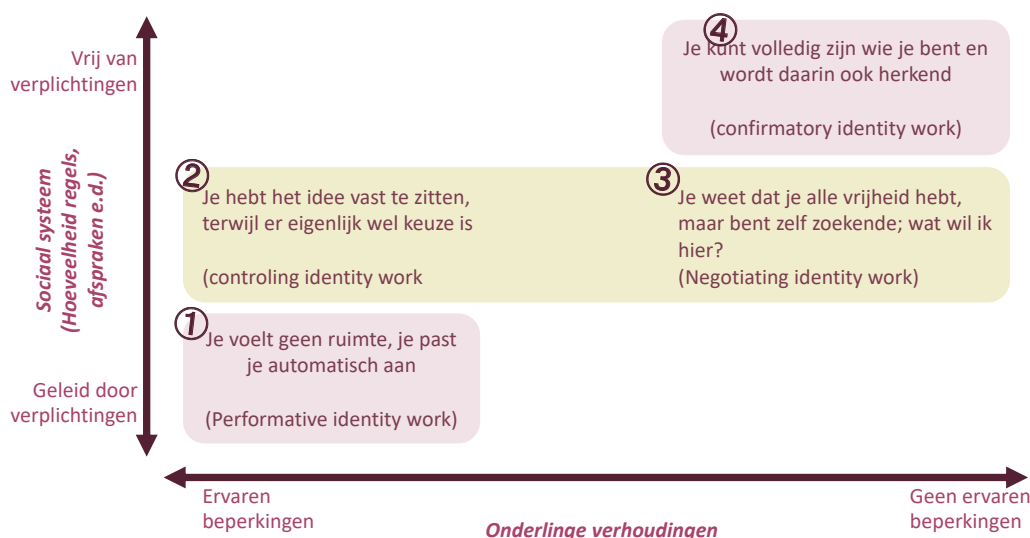 Vrij van
verplichtingen
Sociaal systeem
(Hoeveelheid regels,
afspraken e.d.)
Geleid door
verplichtingen
④
Je kunt volledig zijn wie je bent en
wordt daarin ook herkend
(confirmatory identity work)
②
Je hebt het idee vast te zitten,
terwijl er eigenlijk wel keuze is
(controling identity work
③
Je weet dat je alle vrijheid hebt,
maar bent zelf zoekende; wat wil ik
hier?
(Negotiating identity work)
①
Je voelt geen ruimte, je past
je automatisch aan
(Performative identity work)
Ervaren
beperkingen
Onderlinge verhoudingen
Geen ervaren
beperkingen